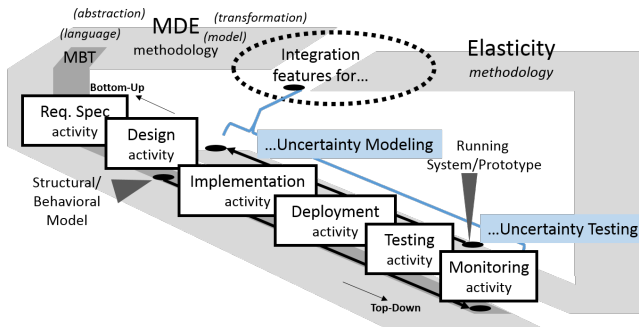 (abstraction)
MDE
(transformation)
(language)
methodology
(model)
MBT
Integration
features for...
Elasticity
methodology
Bottom-Up
Req. Spec
activity
Design
activity
...Uncertainty Modeling
Running
System/Prototype
Structural/
Behavioral
Model
Implementation
activity
Deployment
activity
...Uncertainty Testing
Testing
activity
Monitoring
activity
Top-Down